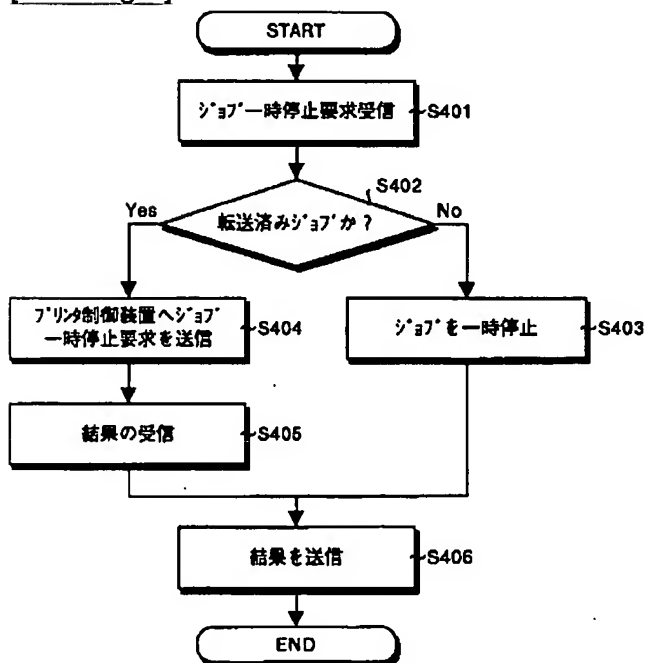 START
ジョブ一時停止要求受信
S401
S402
転送済みジョブか?
Yes
No
プリンタ制御装置へジョブ
一時停止要求を送信
S404
ジョブを一時停止
S403
結果の受信
S405
結果を送信
S406
END